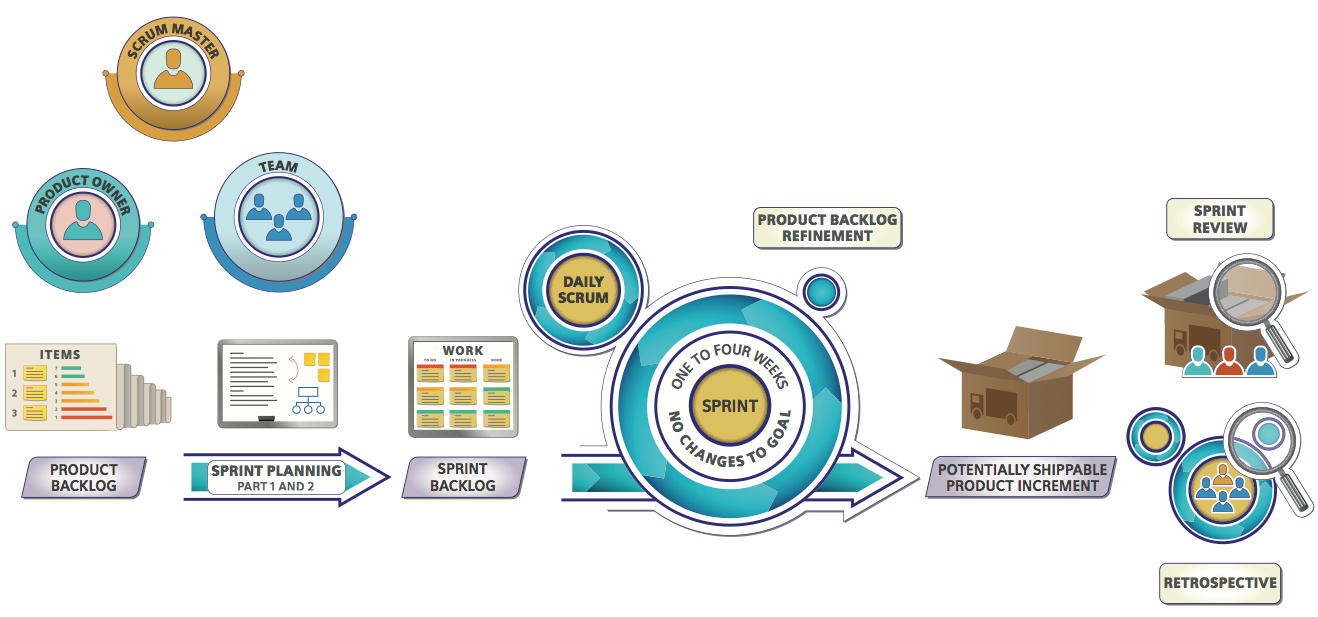 SCRUM MASTER
PRODUCT OWNER
TEAM
ITEMS
1
2
3
WORK
TO DO
IN PROGRESS
DONE
PRODUCT
BACKLOG
SPRINT PLANNING
PART 1 AND 2
SPRINT
BACKLOG
DAILY
SCRUM
PRODUCT BACKLOG
REFINEMENT
ONE TO FOUR WEEKS
SPRINT
NO CHANGES TO GOAL
POTENTIALLY SHIPPABLE
PRODUCT INCREMENT
SPRINT
REVIEW
RETROSPECTIVE